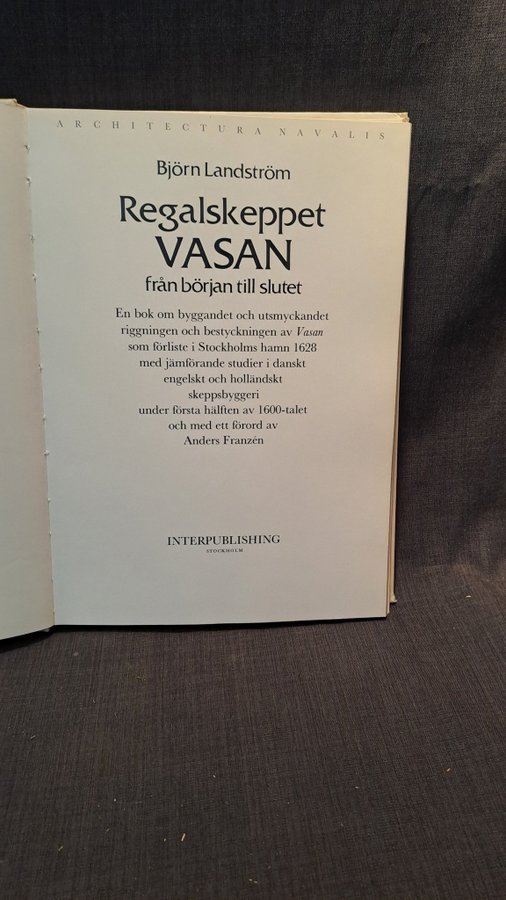 ARCHITECTURA NAVALIS
Björn Landström
Regalskeppet
VASAN
från början till slutet
En bok om byggandet och utsmyckandet
riggningen och bestyckningen av Vasan
som förliste i Stockholms hamn 1628
med jämförande studier i danskt
engelskt och holländskt
skeppsbyggeri
under första hälften av 1600-talet
och med ett förord av
Anders Franzén
INTERPUBLISHING
STOCKHOLM